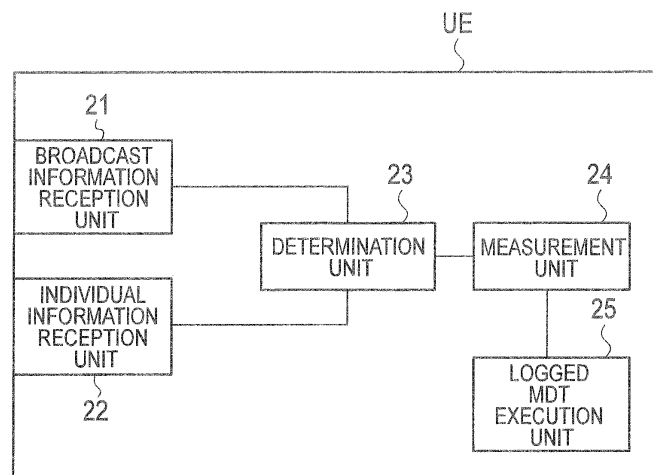 UE
21
BROADCAST
INFORMATION
RECEPTION
UNIT
23
DETERMINATION
UNIT
24
MEASUREMENT
UNIT
INDIVIDUAL
INFORMATION
RECEPTION
UNIT
22
25
LOGGED
MDT
EXECUTION
UNIT